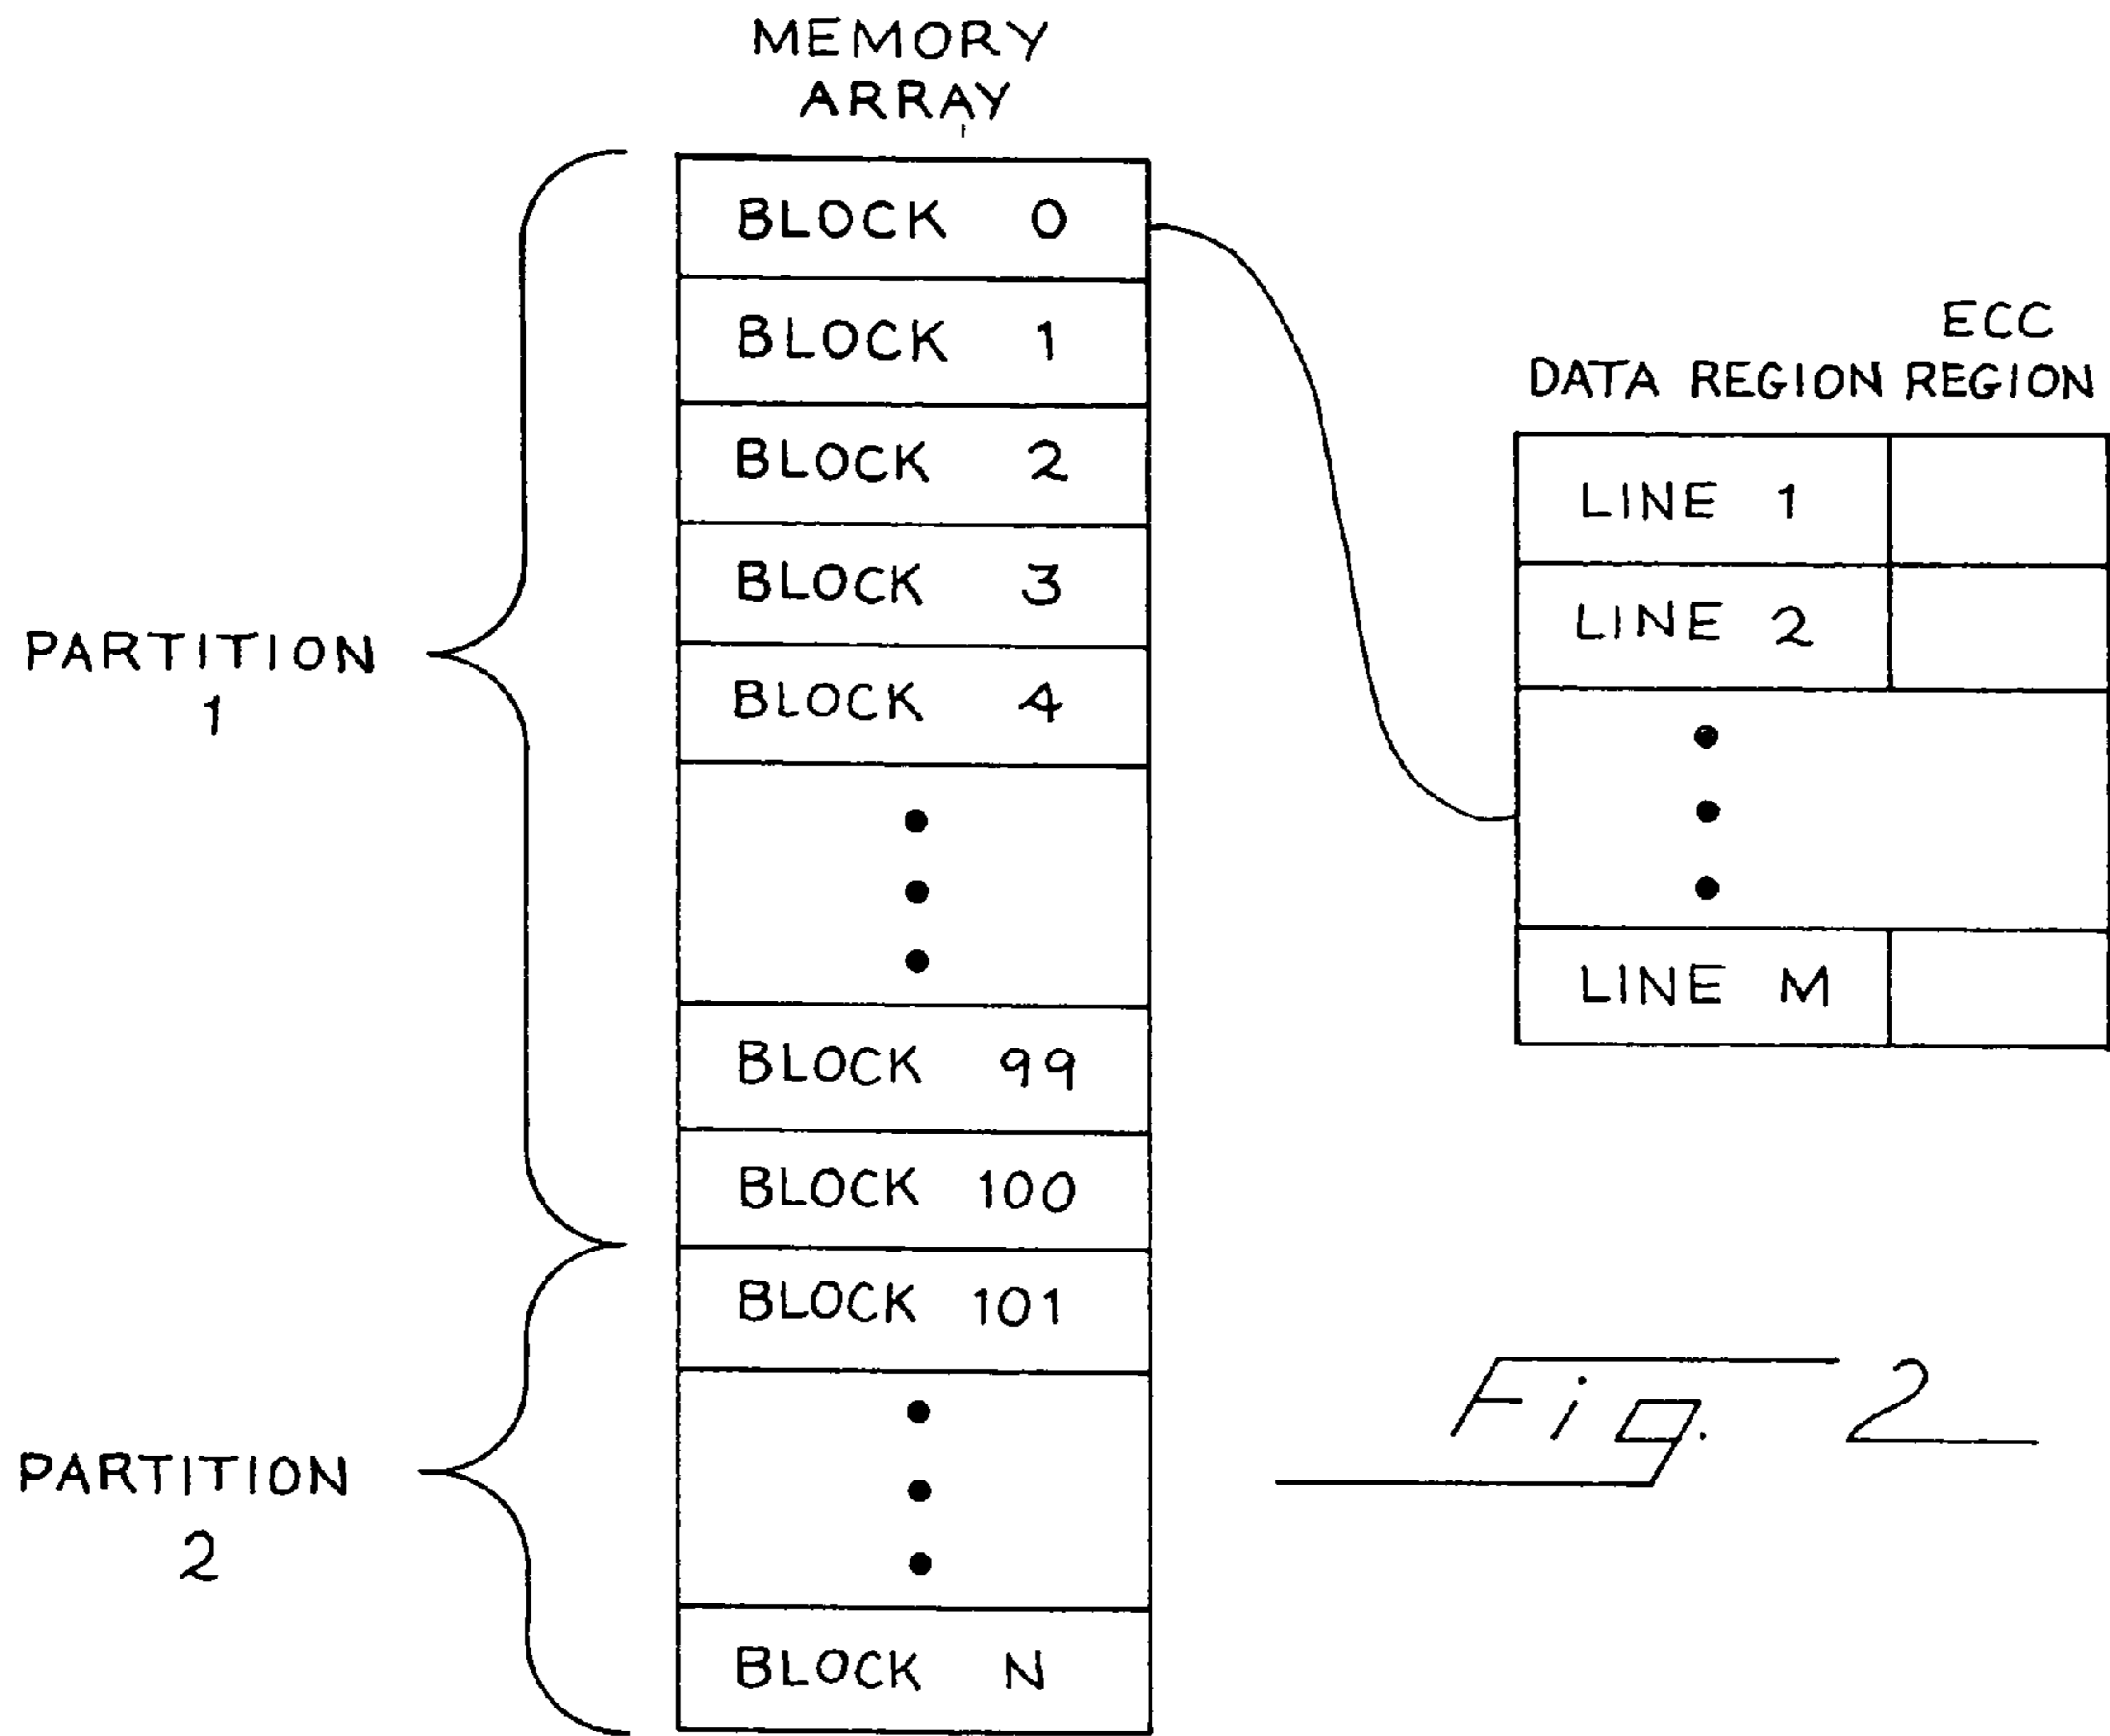 MEMORY
ARRAY
BLOCK 0
BLOCK 1
BLOCK 2
BLOCK 3
BLOCK 4
BLOCK 99
BLOCK 100
BLOCK 101
BLOCK N
PARTITION
1
PARTITION
2
ECC
DATA REGION REGION
LINE 1
LINE 2
LINE M
Fig. 2